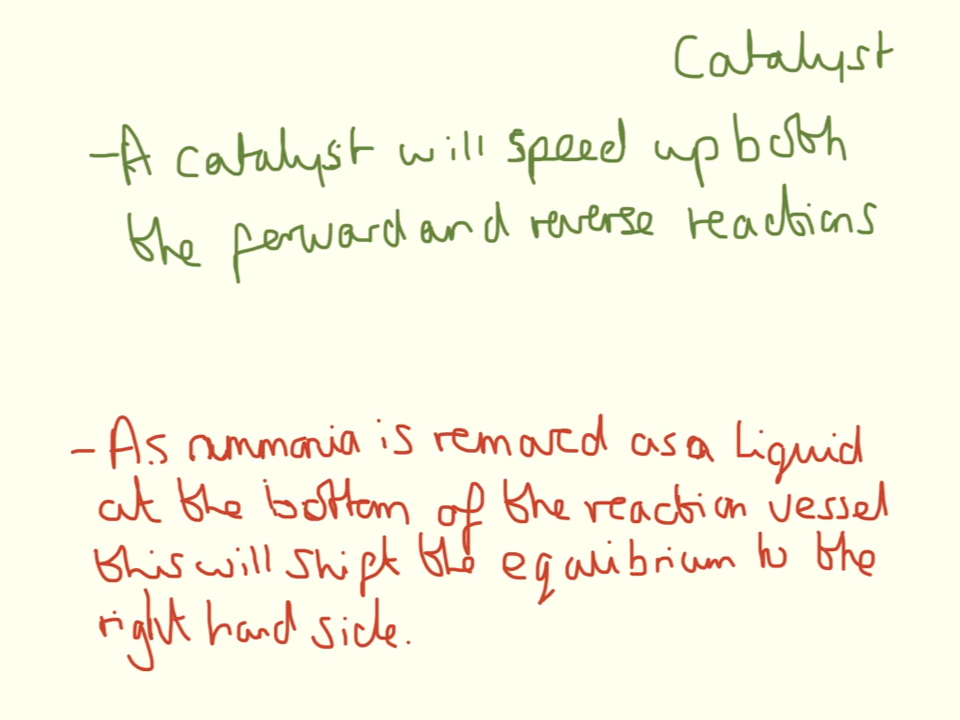 Catalyst
-A catalyst will speed up both
the forward and reverse reactions
-As ammonia is removed as a Liquid
at the bottom of the reaction vessel
this will shift the eqalibrium to the
right hand side.